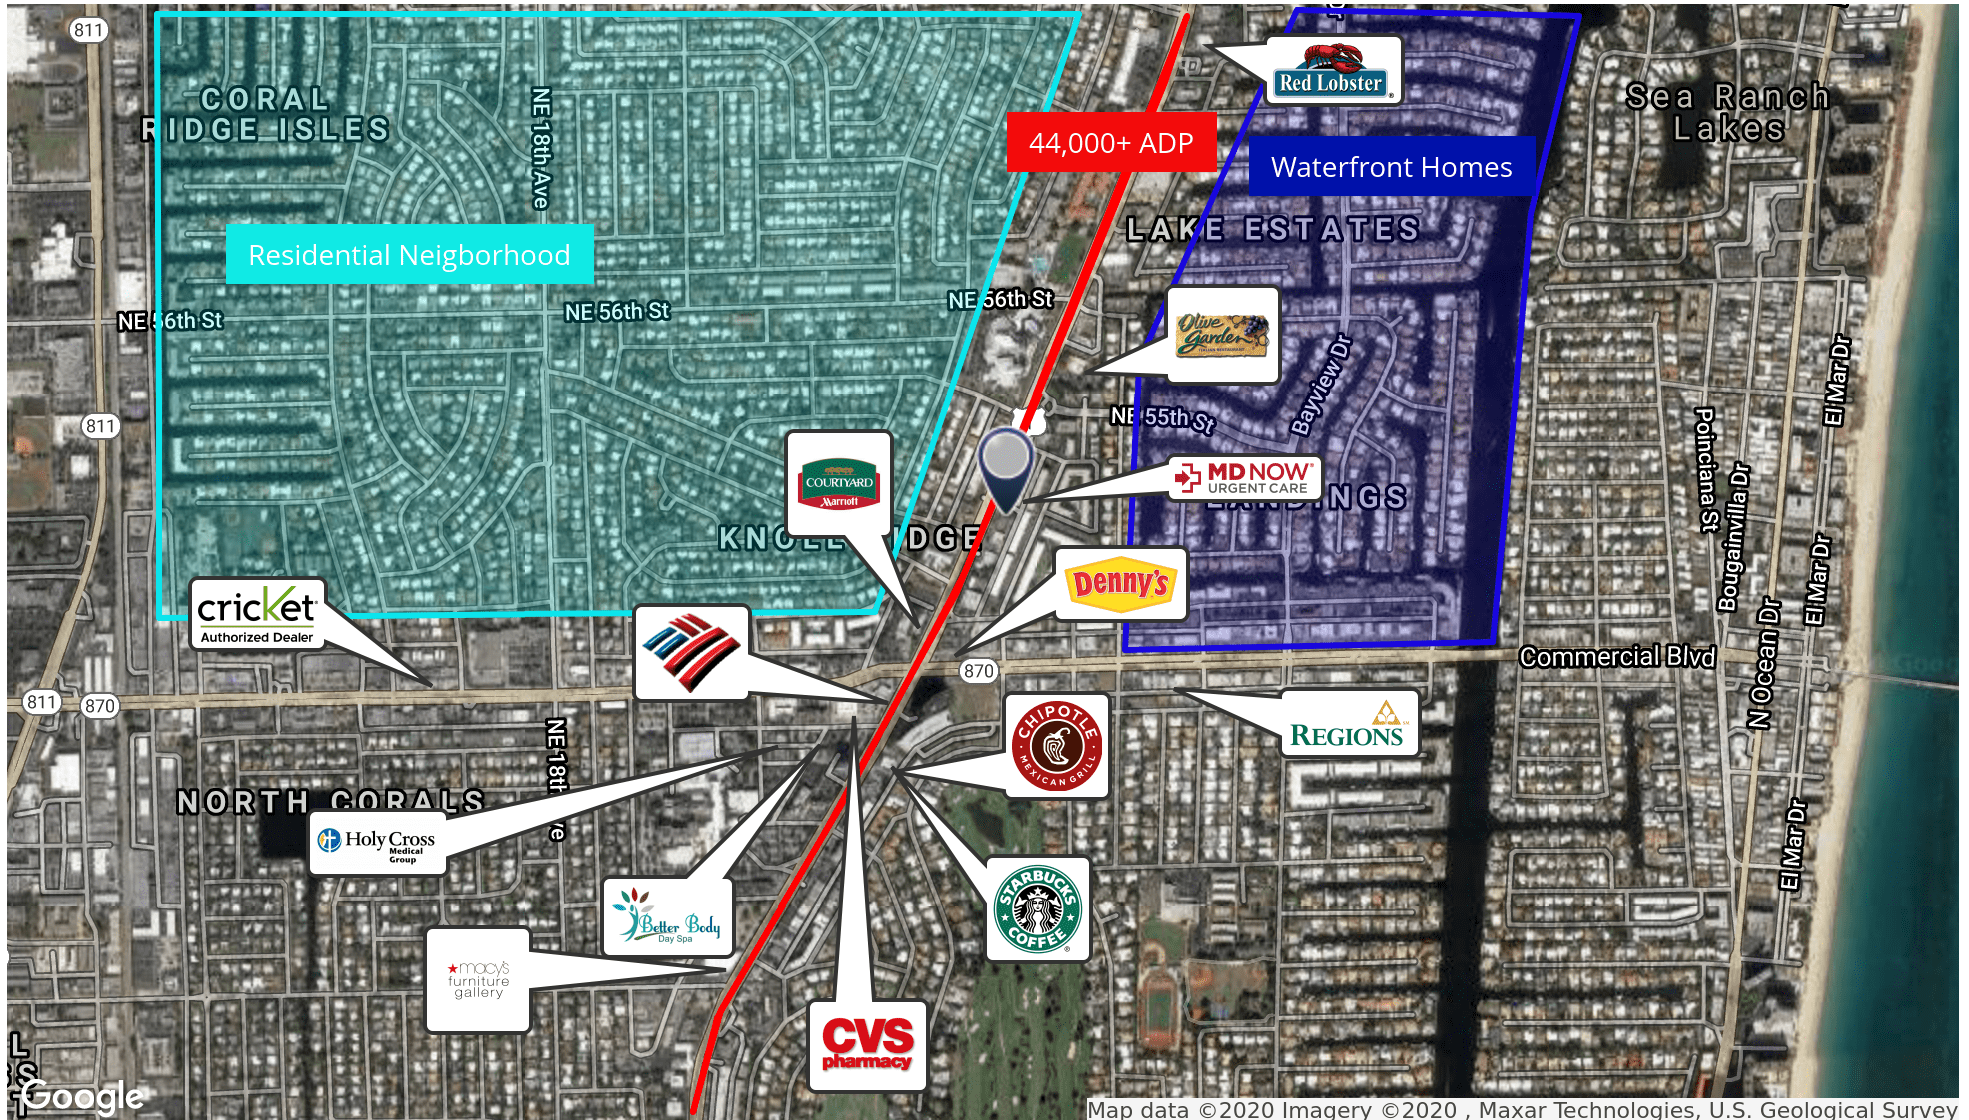 811
CORAL
RIDGE ISLES
NE 18th Ave
Red Lobster
Sea Ranch
Lakes
44,000+ ADP
Waterfront Homes
LAKE ESTATES
Residential Neigborhood
NE 56th St
NE 56th St
NE 56th St
Olive
Garden
ITALIAN RESTAURANT
Bayview Dr
El Mar Dr
811
NE 55th St
Poinciana St
COURTYARD
Marriott
MD NOW
URGENT CARE
LANDINGS
Bougainvilla Dr
El Mar Dr
Denny's
cricket
Authorized Dealer
N Ocean Dr
Commercial Blvd
870
811
870
CHIPOTLE
MEXICAN GRILL
REGIONS
NE 18th
NORTH CORALS
Holy Cross
Medical
Group
El Mar Dr
STARBUCKS
COFFEE
Better Body
Day Spa
macy's
furniture
gallery
CVS
pharmacy
Google
Map data ©2020 Imagery ©2020 , Maxar Technologies, U.S. Geological Survey